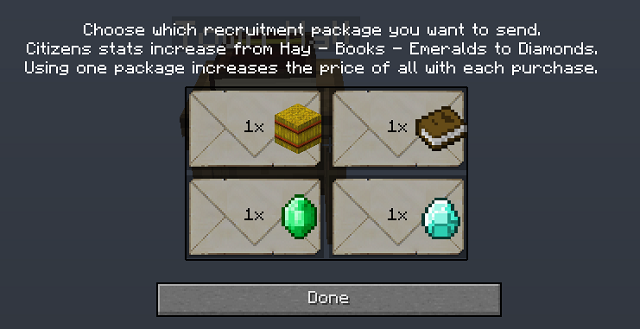 Choose which recruitment package you want to send.
Citizens stats increase from Hay - Books - Emeralds to Diamonds.
Using one package increases the price of all with each purchase.
1x
1x
1x
1x
Done